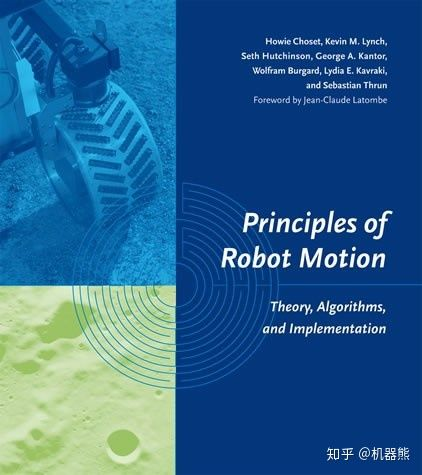 Howie Choset, Kevin M. Lynch,
Seth Hutchinson, George A. Kantor,
Wolfram Burgard, Lydia E. Kavraki,
and Sebastian Thrun
Foreword by Jean-Claude Latombe
Principles of
Robot Motion
Theory, Algorithms,
and Implementation
知乎 @机器熊